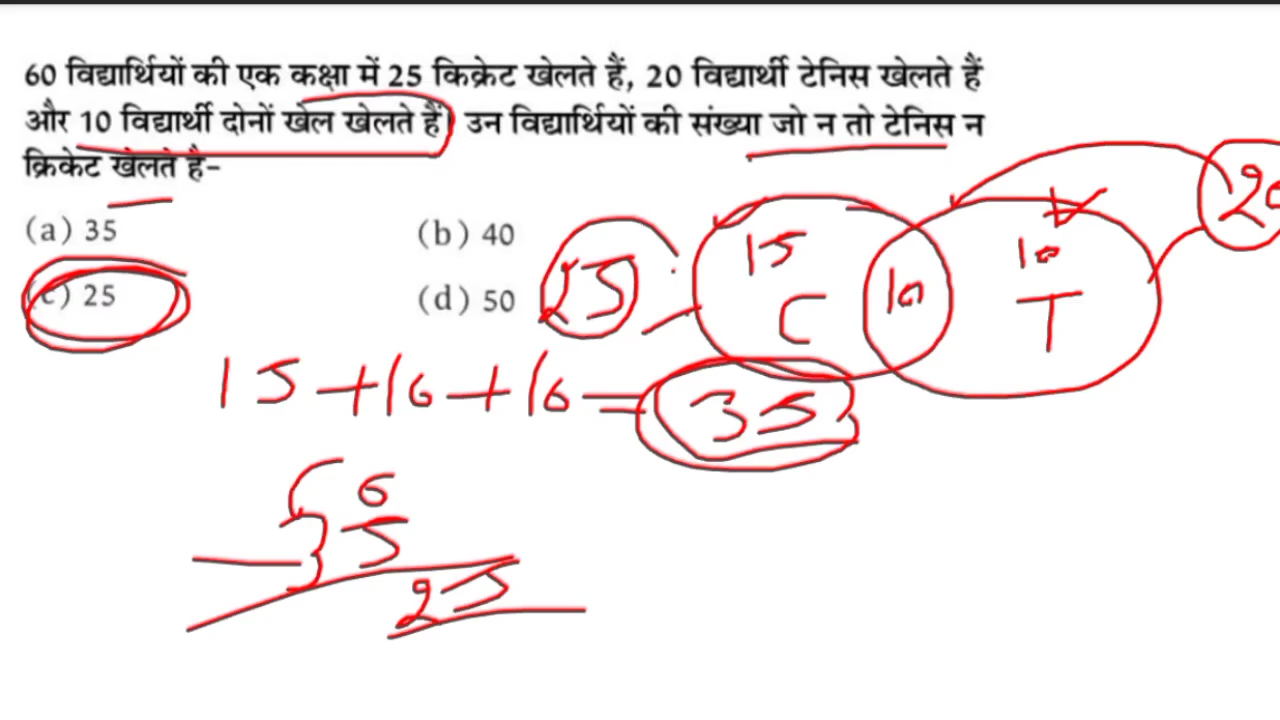 60 विद्यार्थियों की एक कक्षा में 25 किक्रेट खेलते हैं, 20 विद्यार्थी टेनिस खेलते हैं
और 10 विद्यार्थी दोनों खेल खेलते हैं। उन विद्यार्थियों की संख्या जो न तो टेनिस न
क्रिकेट खेलते है-
(a) 35 (b) 40
(c) 25 (d) 50
25 15 10 10 20
C T
15+10+10=35
60
35
25